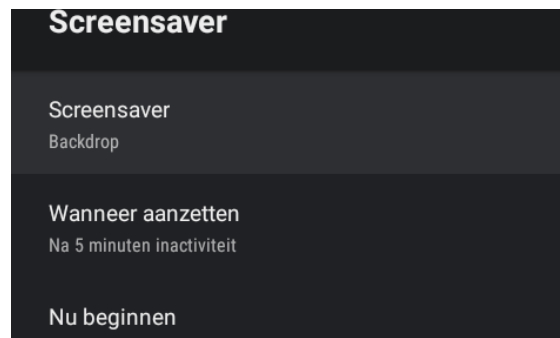 Screensaver
Screensaver
Backdrop
Wanneer aanzetten
Na 5 minuten inactiviteit
Nu beginnen